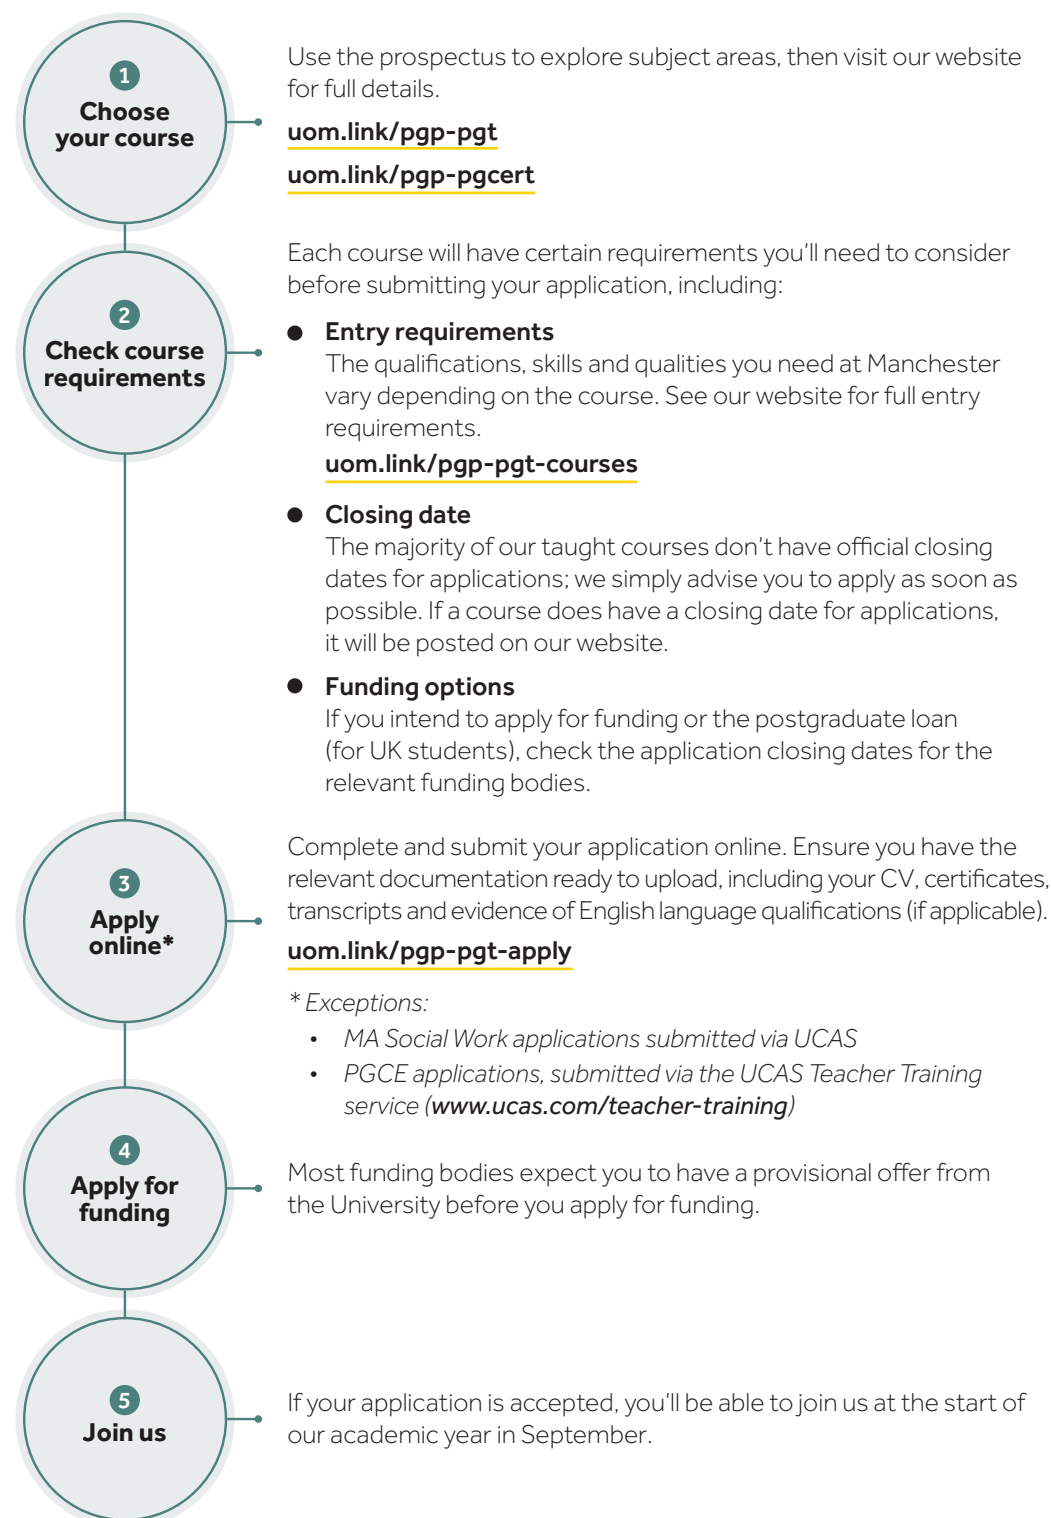 1
Choose
your course
Use the prospectus to explore subject areas, then visit our website
for full details.
uom.link/pgp-pgt
uom.link/pgp-pgcert
2
Check course
requirements
Each course will have certain requirements you'll need to consider
before submitting your application, including:
● Entry requirements
The qualifications, skills and qualities you need at Manchester
vary depending on the course. See our website for full entry
requirements.
uom.link/pgp-pgt-courses
● Closing date
The majority of our taught courses don't have official closing
dates for applications; we simply advise you to apply as soon as
possible. If a course does have a closing date for applications,
it will be posted on our website.
● Funding options
If you intend to apply for funding or the postgraduate loan
(for UK students), check the application closing dates for the
relevant funding bodies.
3
Apply
online*
Complete and submit your application online. Ensure you have the
relevant documentation ready to upload, including your CV, certificates,
transcripts and evidence of English language qualifications (if applicable).
uom.link/pgp-pgt-apply
* Exceptions:
• MA Social Work applications submitted via UCAS
• PGCE applications, submitted via the UCAS Teacher Training
service (www.ucas.com/teacher-training)
4
Apply for
funding
Most funding bodies expect you to have a provisional offer from
the University before you apply for funding.
5
Join us
If your application is accepted, you'll be able to join us at the start of
our academic year in September.